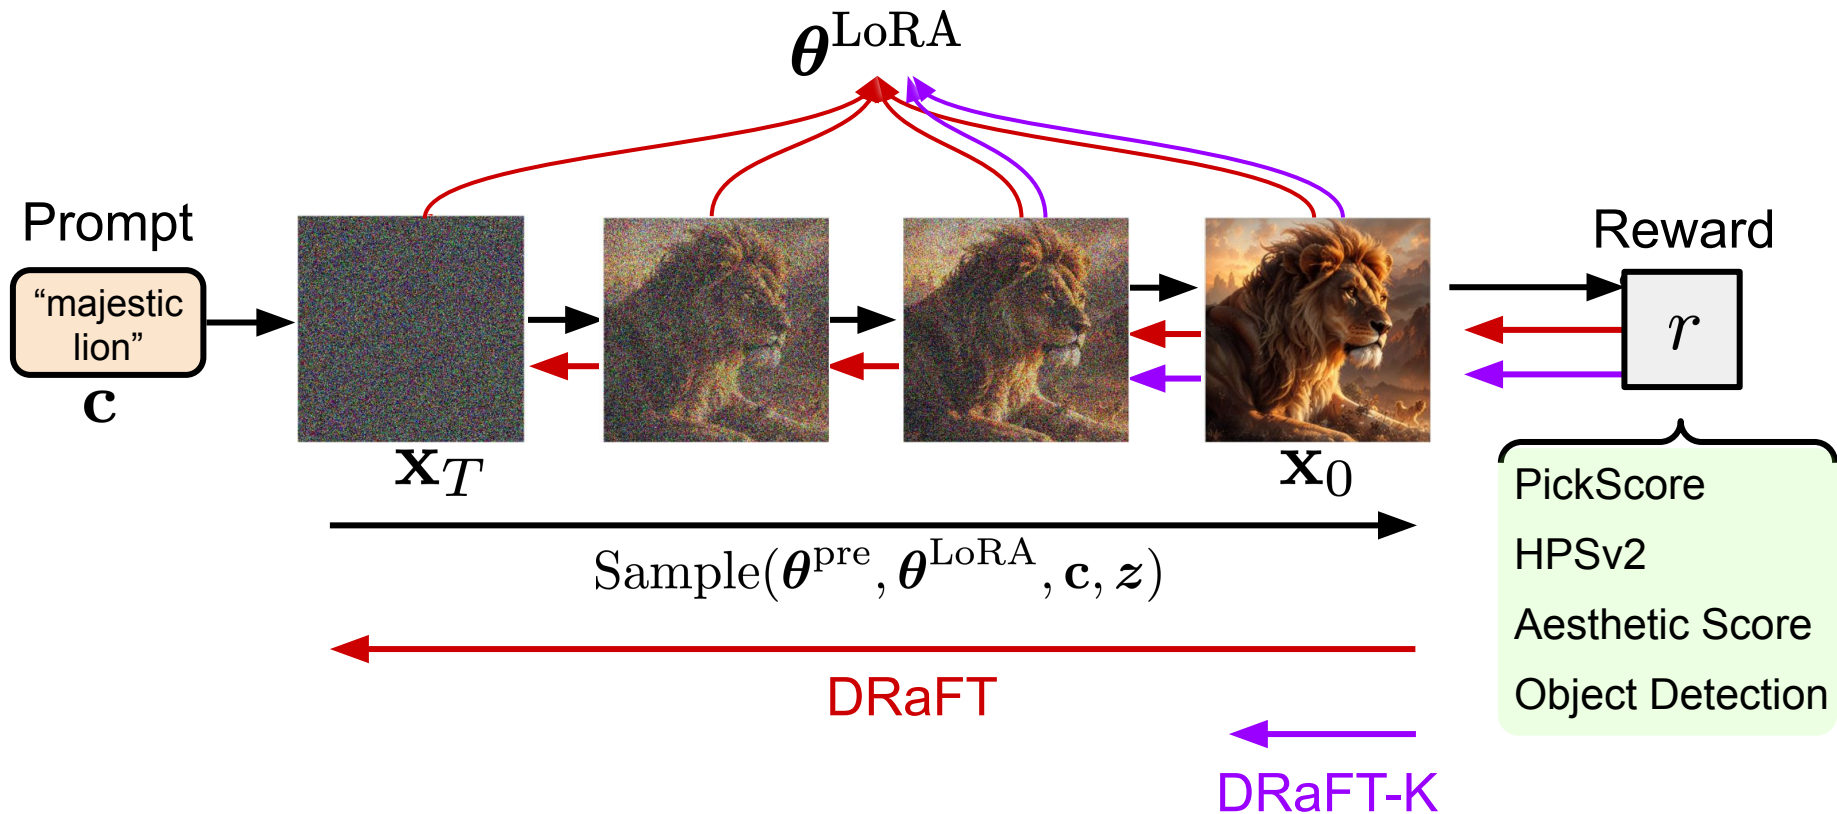 θ^LoRA
Prompt
“majestic
lion”
c
x_T
x_0
Reward
r
PickScore
HPSv2
Aesthetic Score
Object Detection
Sample(θ^pre, θ^LoRA, c, z)
DRaFT
DRaFT-K